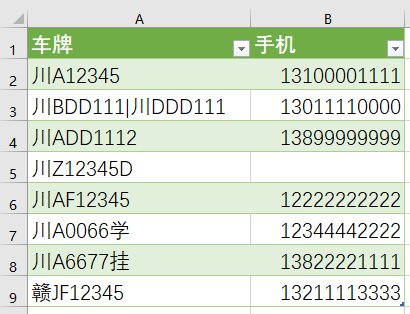 A B
1 车牌 手机
2 川A12345 13100001111
3 川BDD111|川DDD111 13011110000
4 川ADD1112 13899999999
5 川Z12345D
6 川AF12345 12222222222
7 川A0066学 12344442222
8 川A6677挂 13822221111
9 赣JF12345 13211113333